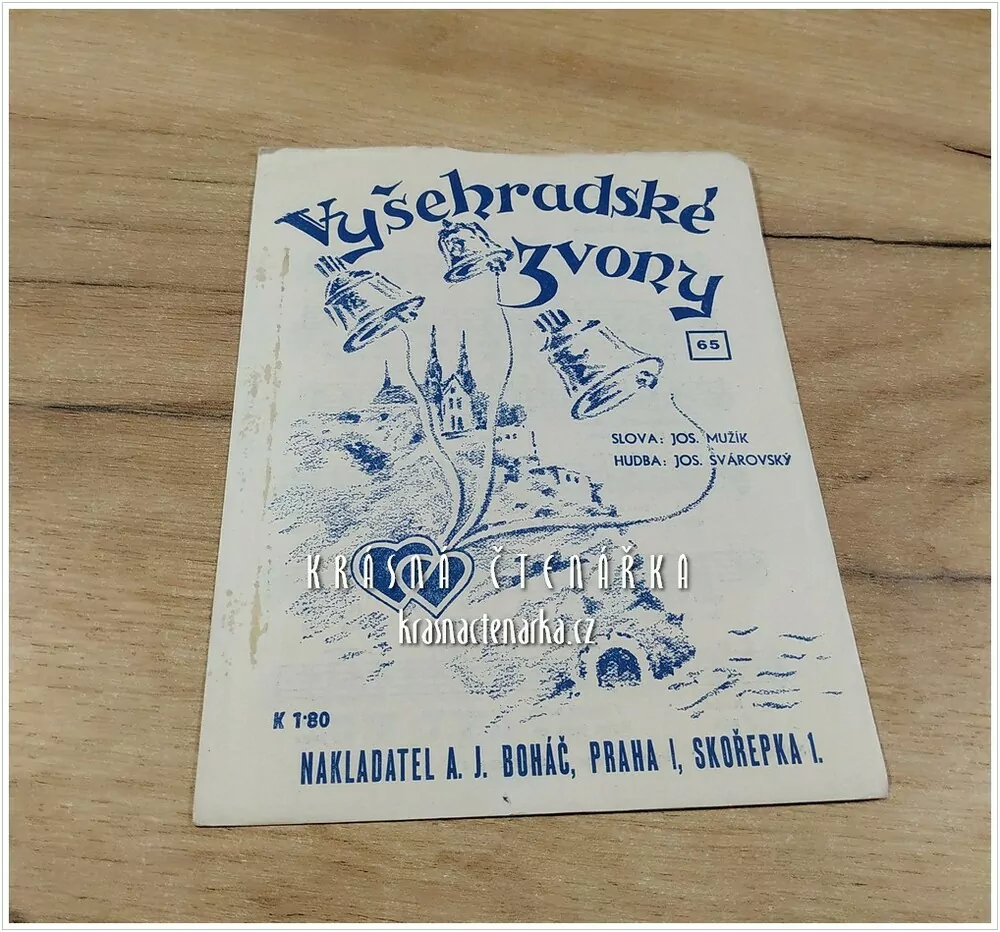 Vyšehradské
zvony
65
SLOVA: JOS. MUŽÍK
HUDBA: JOS. SVÁROVSKÝ
KRÁSNÁ ČTENÁŘKA
krasnactenarka.cz
K 1·80
NAKLADATEL A. J. BOHÁČ, PRAHA I, SKOŘEPKA 1.